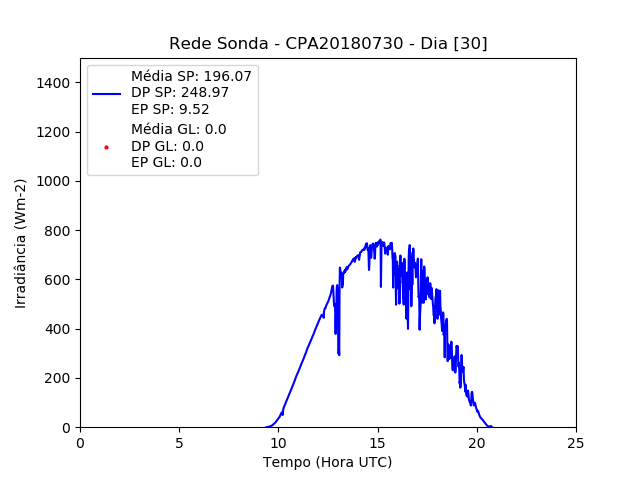 Rede Sonda - CPA20180730 - Dia [30]
Média SP: 196.07
DP SP: 248.97
EP SP: 9.52
Média GL: 0.0
DP GL: 0.0
EP GL: 0.0
Irradiância (Wm-2)
1400
1200
1000
800
600
400
200
0
0 5 10 15 20 25
Tempo (Hora UTC)